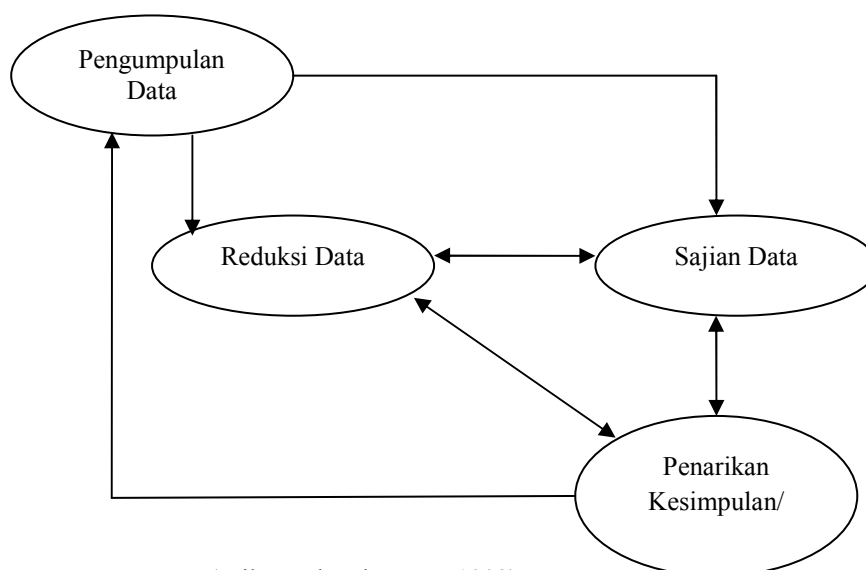 Pengumpulan
Data
Reduksi Data
Sajian Data
Penarikan
Kesimpulan/